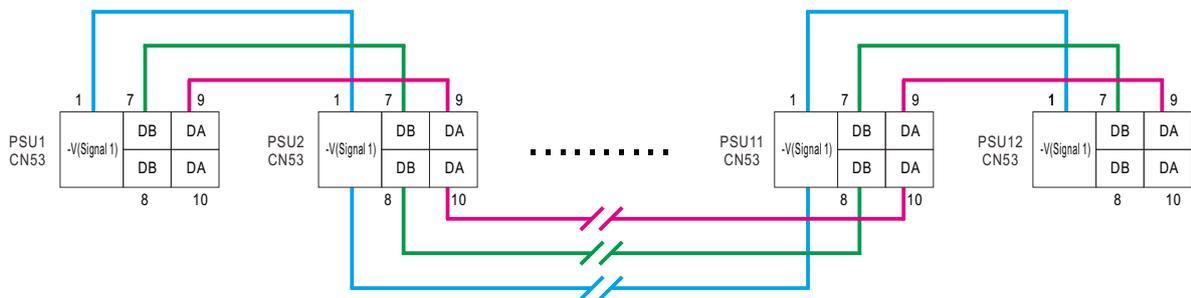 1 7 9 1 7 9 1 7 9 1 7 9
PSU1
CN53
-V(Signal 1)
DB DA
DB DA
PSU2
CN53
-V(Signal 1)
DB DA
DB DA
PSU11
CN53
-V(Signal 1)
DB DA
DB DA
PSU12
CN53
-V(Signal 1)
DB DA
DB DA
8 10 8 10 8 10 8 10